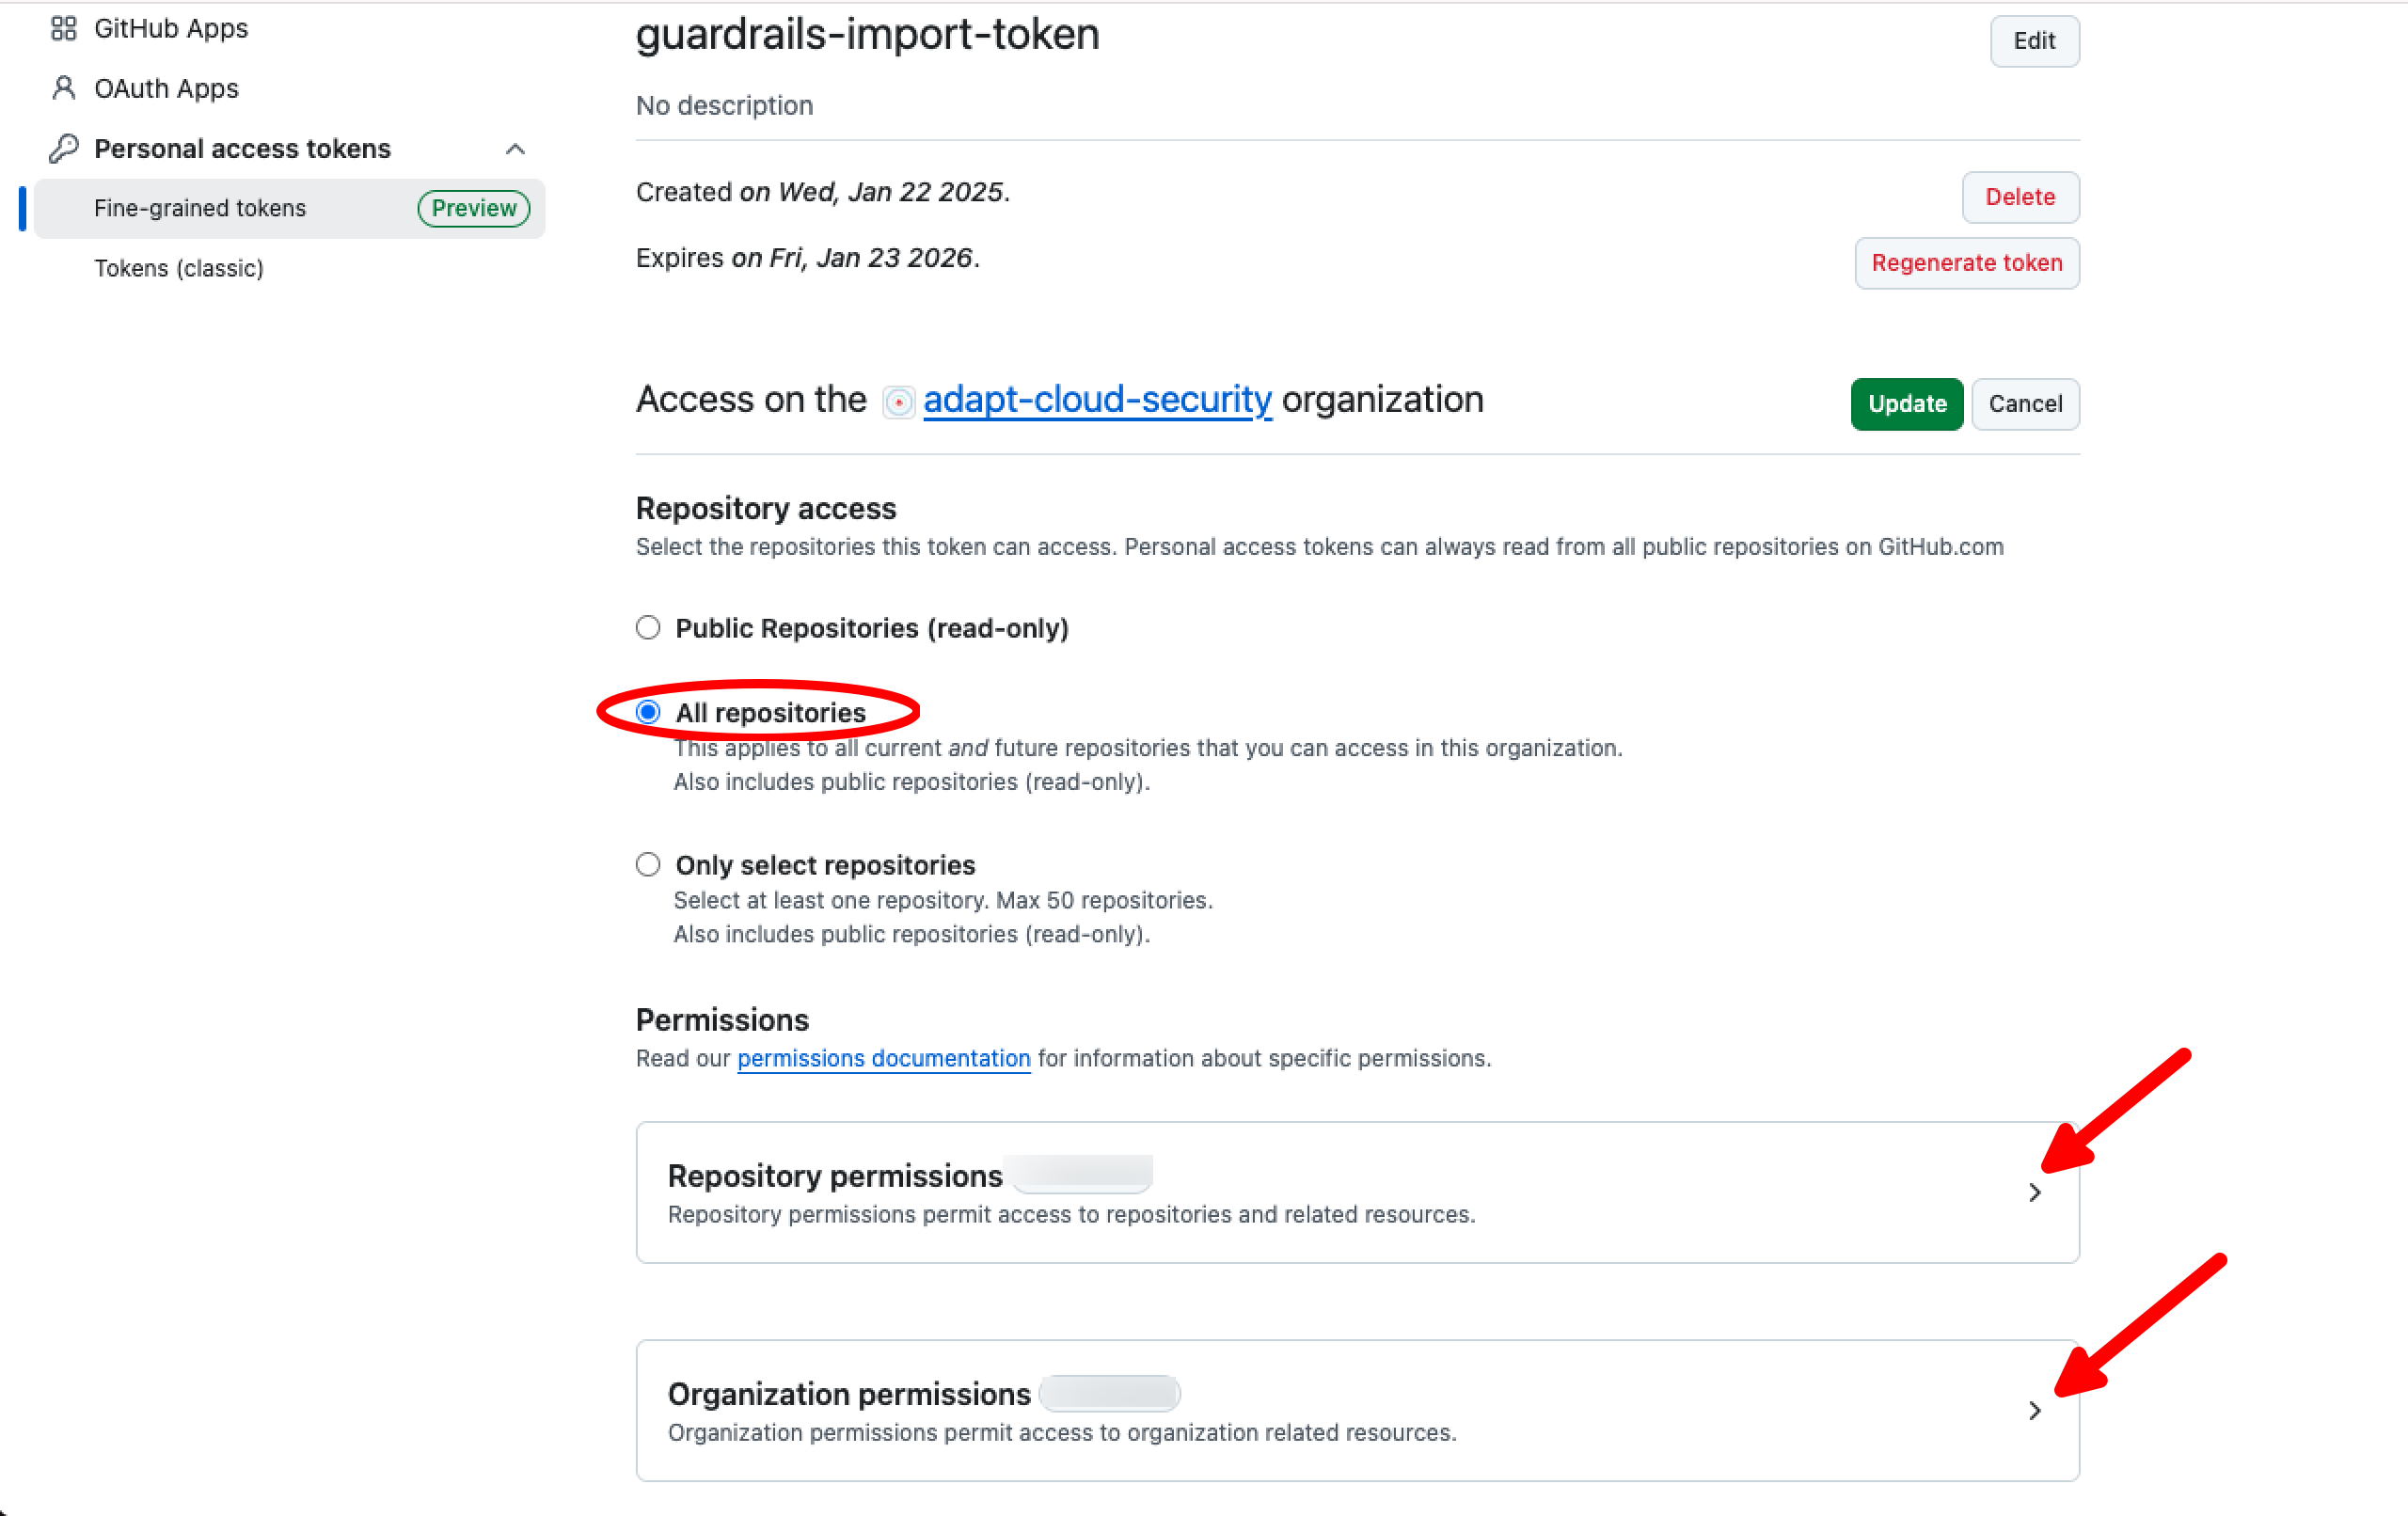 GitHub Apps
OAuth Apps
Personal access tokens
Fine-grained tokens Preview
Tokens (classic)
guardrails-import-token
Edit
No description
Created on Wed, Jan 22 2025.
Delete
Expires on Fri, Jan 23 2026.
Regenerate token
Access on the adapt-cloud-security organization
Update Cancel
Repository access
Select the repositories this token can access. Personal access tokens can always read from all public repositories on GitHub.com
Public Repositories (read-only)
All repositories
This applies to all current and future repositories that you can access in this organization.
Also includes public repositories (read-only).
Only select repositories
Select at least one repository. Max 50 repositories.
Also includes public repositories (read-only).
Permissions
Read our permissions documentation for information about specific permissions.
Repository permissions
Repository permissions permit access to repositories and related resources.
Organization permissions
Organization permissions permit access to organization related resources.